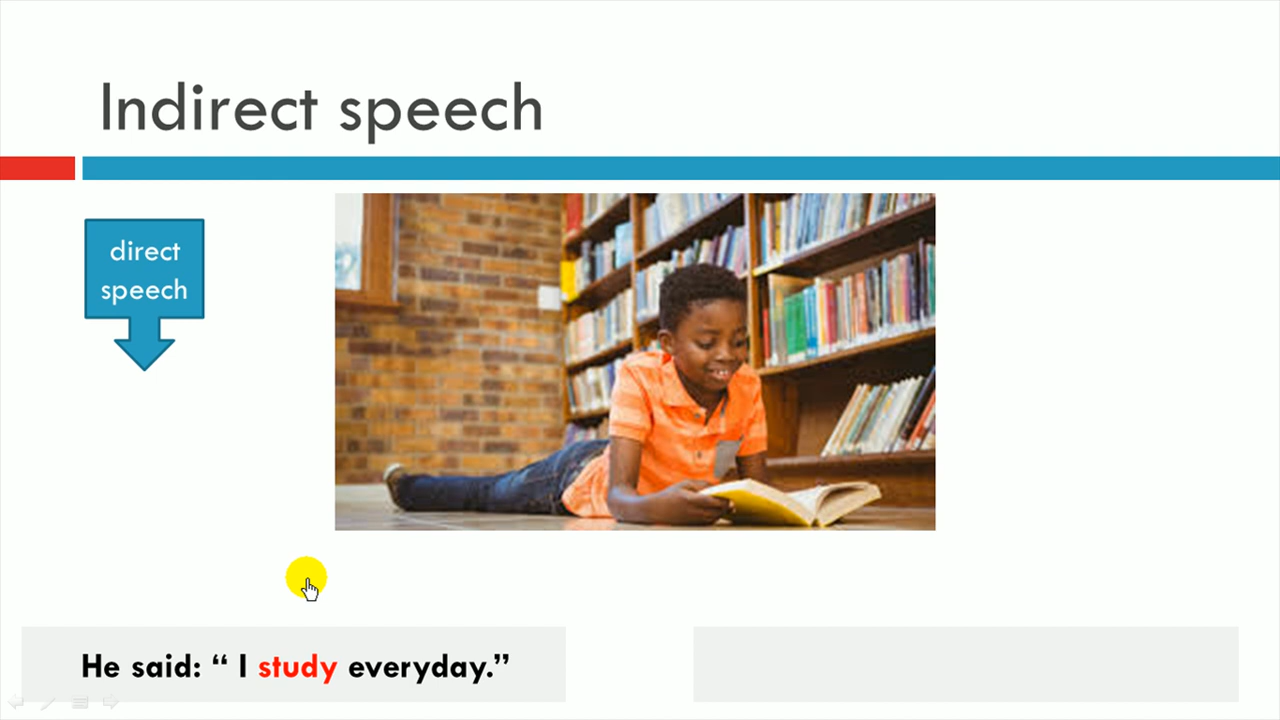 Indirect speech
direct
speech
He said: “ I study everyday.”